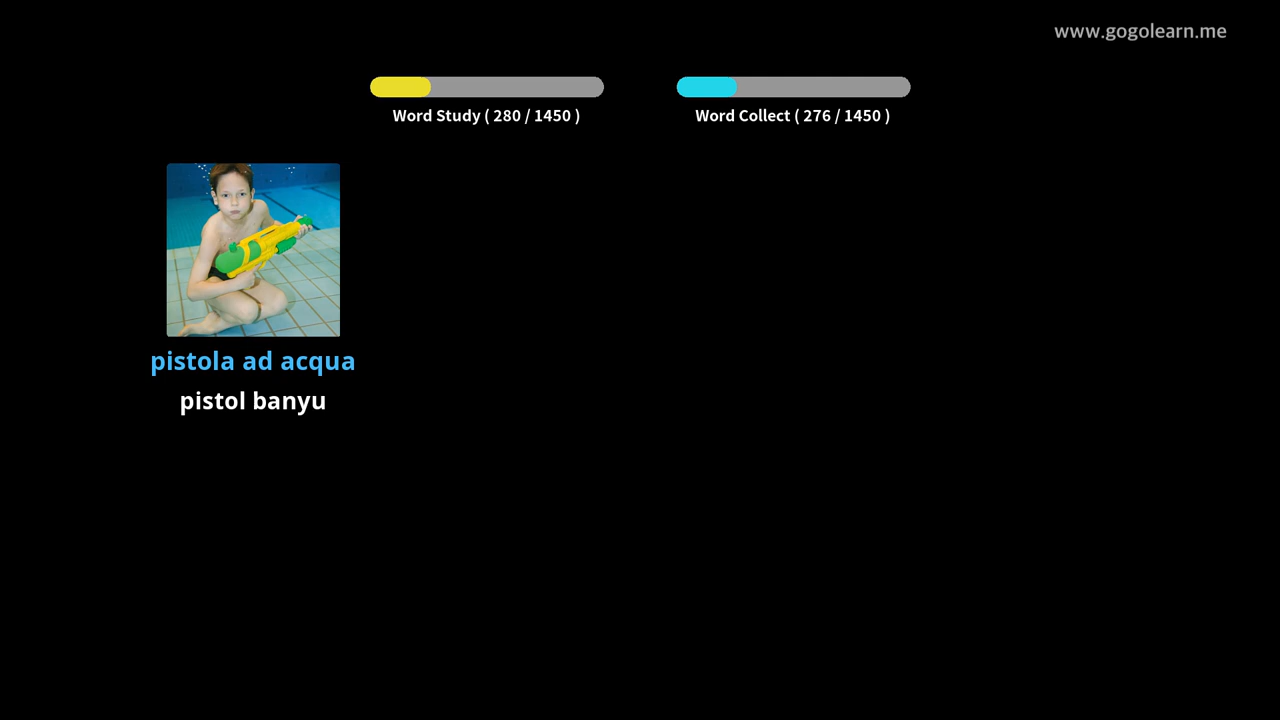 www.gogolearn.me
Word Study ( 280 / 1450 )
Word Collect ( 276 / 1450 )
pistola ad acqua
pistol banyu